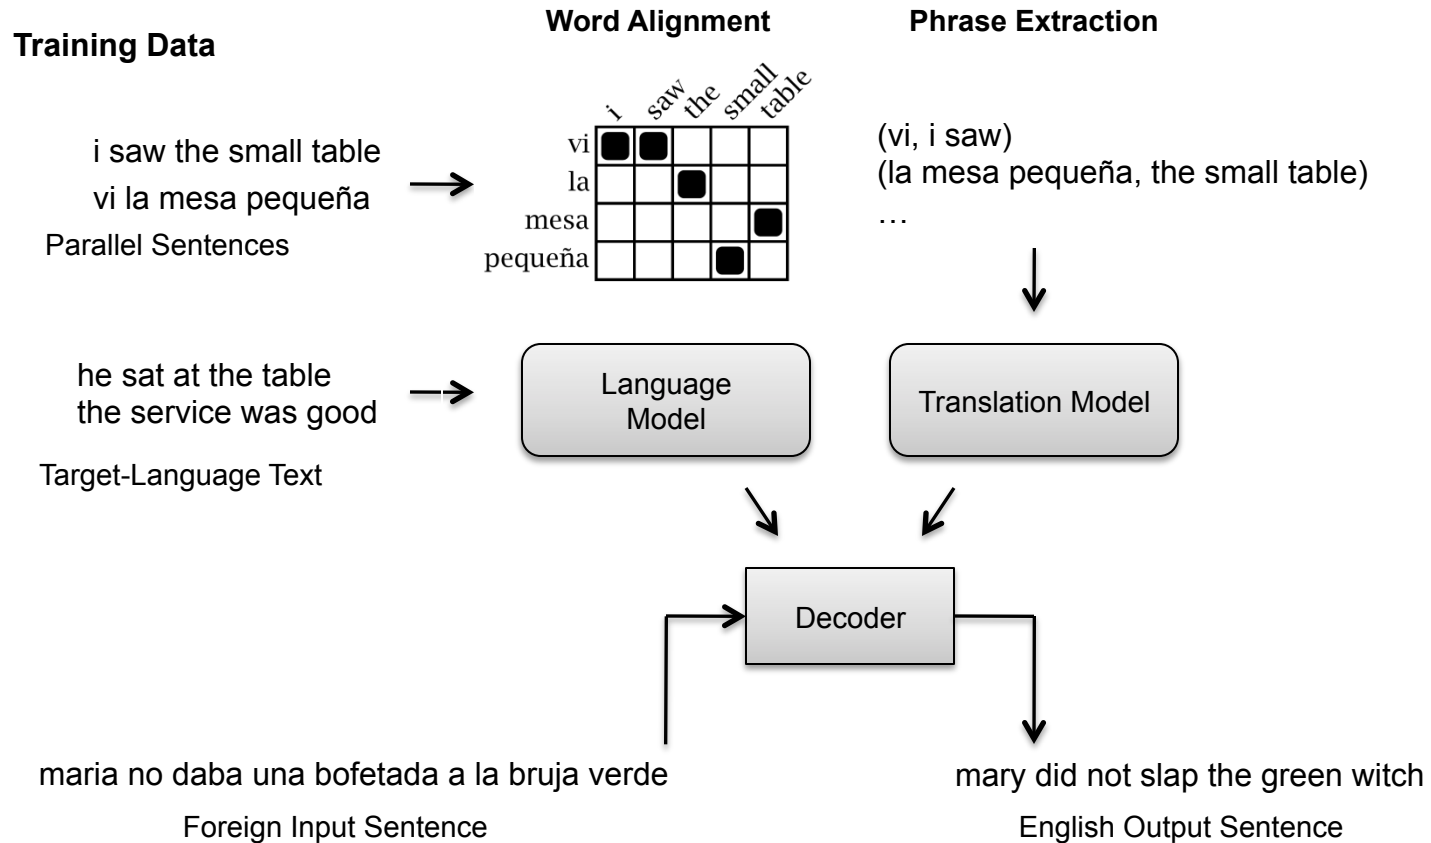 Training Data
Word Alignment
Phrase Extraction
i saw the small table
vi la mesa pequeña
Parallel Sentences
i
saw
the
small
table
vi
la
mesa
pequeña
(vi, i saw)
(la mesa pequeña, the small table)
…
he sat at the table
the service was good
Target-Language Text
Language
Model
Translation Model
Decoder
maria no daba una bofetada a la bruja verde
Foreign Input Sentence
mary did not slap the green witch
English Output Sentence